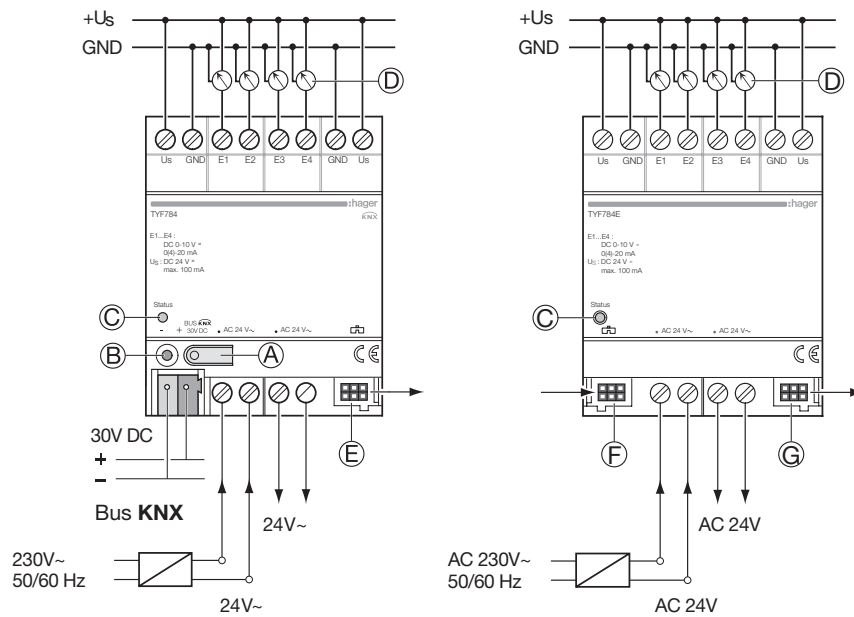 +Us
GND
D
Us GND E1 E2 E3 E4 GND Us
:hager
TYF784
KNX
E1...E4 :
DC 0-10 V
0(4)-20 mA
Us : DC 24 V
max. 100 mA
Status
C
- + BUS KNX 30V DC • AC 24 V~ • AC 24 V~
B
A
CE
E
30V DC
+
-
Bus KNX
24V~
230V~
50/60 Hz
24V~
+Us
GND
D
Us GND E1 E2 E3 E4 GND Us
:hager
TYF784E
E1...E4 :
DC 0-10 V
0(4)-20 mA
Us : DC 24 V
max. 100 mA
Status
C
• AC 24 V~ • AC 24 V~
CE
F
G
AC 24V
AC 230V~
50/60 Hz
AC 24V